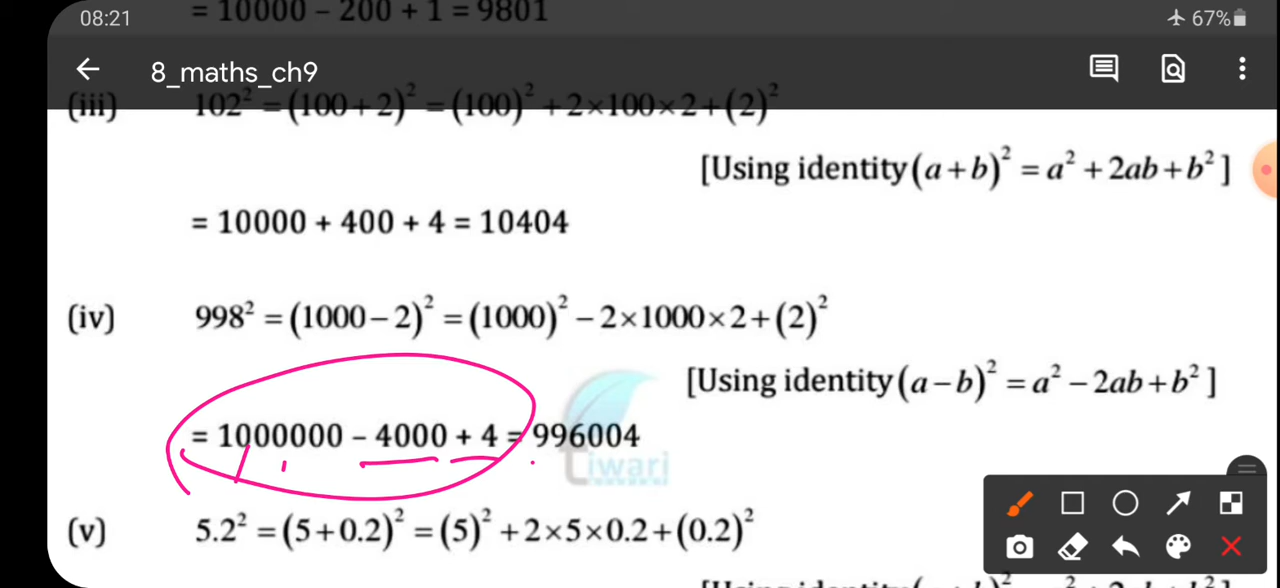 = 10000 − 200 + 1 = 9801
08:21 67%
8_maths_ch9
(iii) 102² = (100+2)² = (100)² + 2×100×2+(2)²
[Using identity (a+b)² = a² + 2ab+b² ]
= 10000 + 400 + 4 = 10404
(iv) 998² = (1000−2)² = (1000)² − 2×1000×2+(2)²
[Using identity (a−b)² = a² − 2ab+b² ]
= 1000000 − 4000 + 4 = 996004
iwari
(v) 5.2² = (5+0.2)² = (5)² + 2×5×0.2+(0.2)²